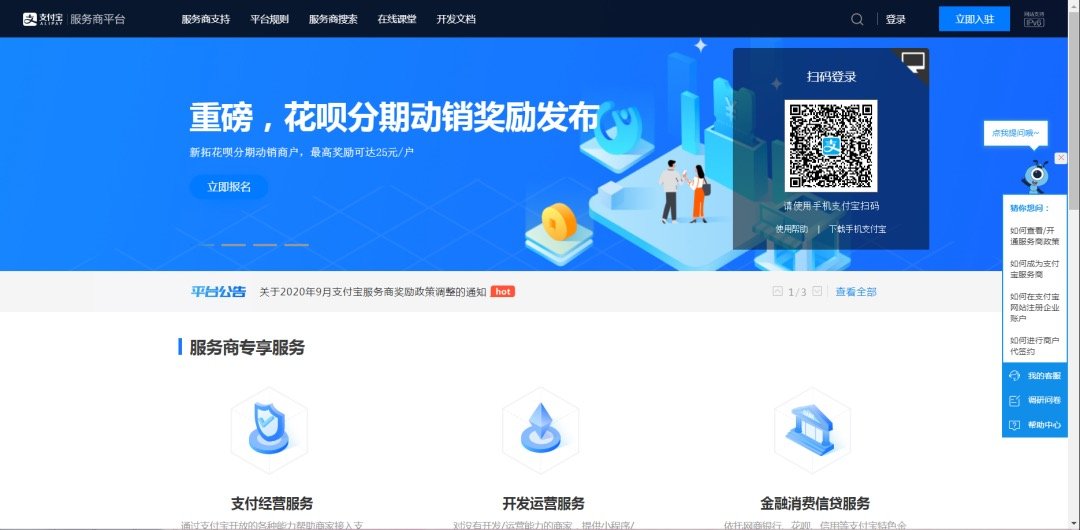 支付宝 ALIPAY 服务商平台 服务商支持 平台规则 服务商搜索 在线课堂 开发文档 登录 立即入驻 网站支持 IPv6
扫码登录
重磅，花呗分期动销奖励发布
新拓花呗分期动销商户，最高奖励可达25元/户
立即报名
请使用手机支付宝扫码
使用帮助 | 下载手机支付宝
点我提问哦~
猜你想问：
如何查看/开
通服务商政策
如何成为支付
宝服务商
如何在支付宝
网站注册企业
账户
如何进行商户
代签约
我的客服
调研问卷
帮助中心
平台公告 关于2020年9月支付宝服务商奖励政策调整的通知 hot 1/3 查看全部
服务商专享服务
支付经营服务 开发运营服务 金融消费信贷服务
通过支付宝开放的各种能力帮助商家接入支 对没有开发/运营能力的商家，提供小程序/ 依托网商银行、花呗、信用等支付宝特色金